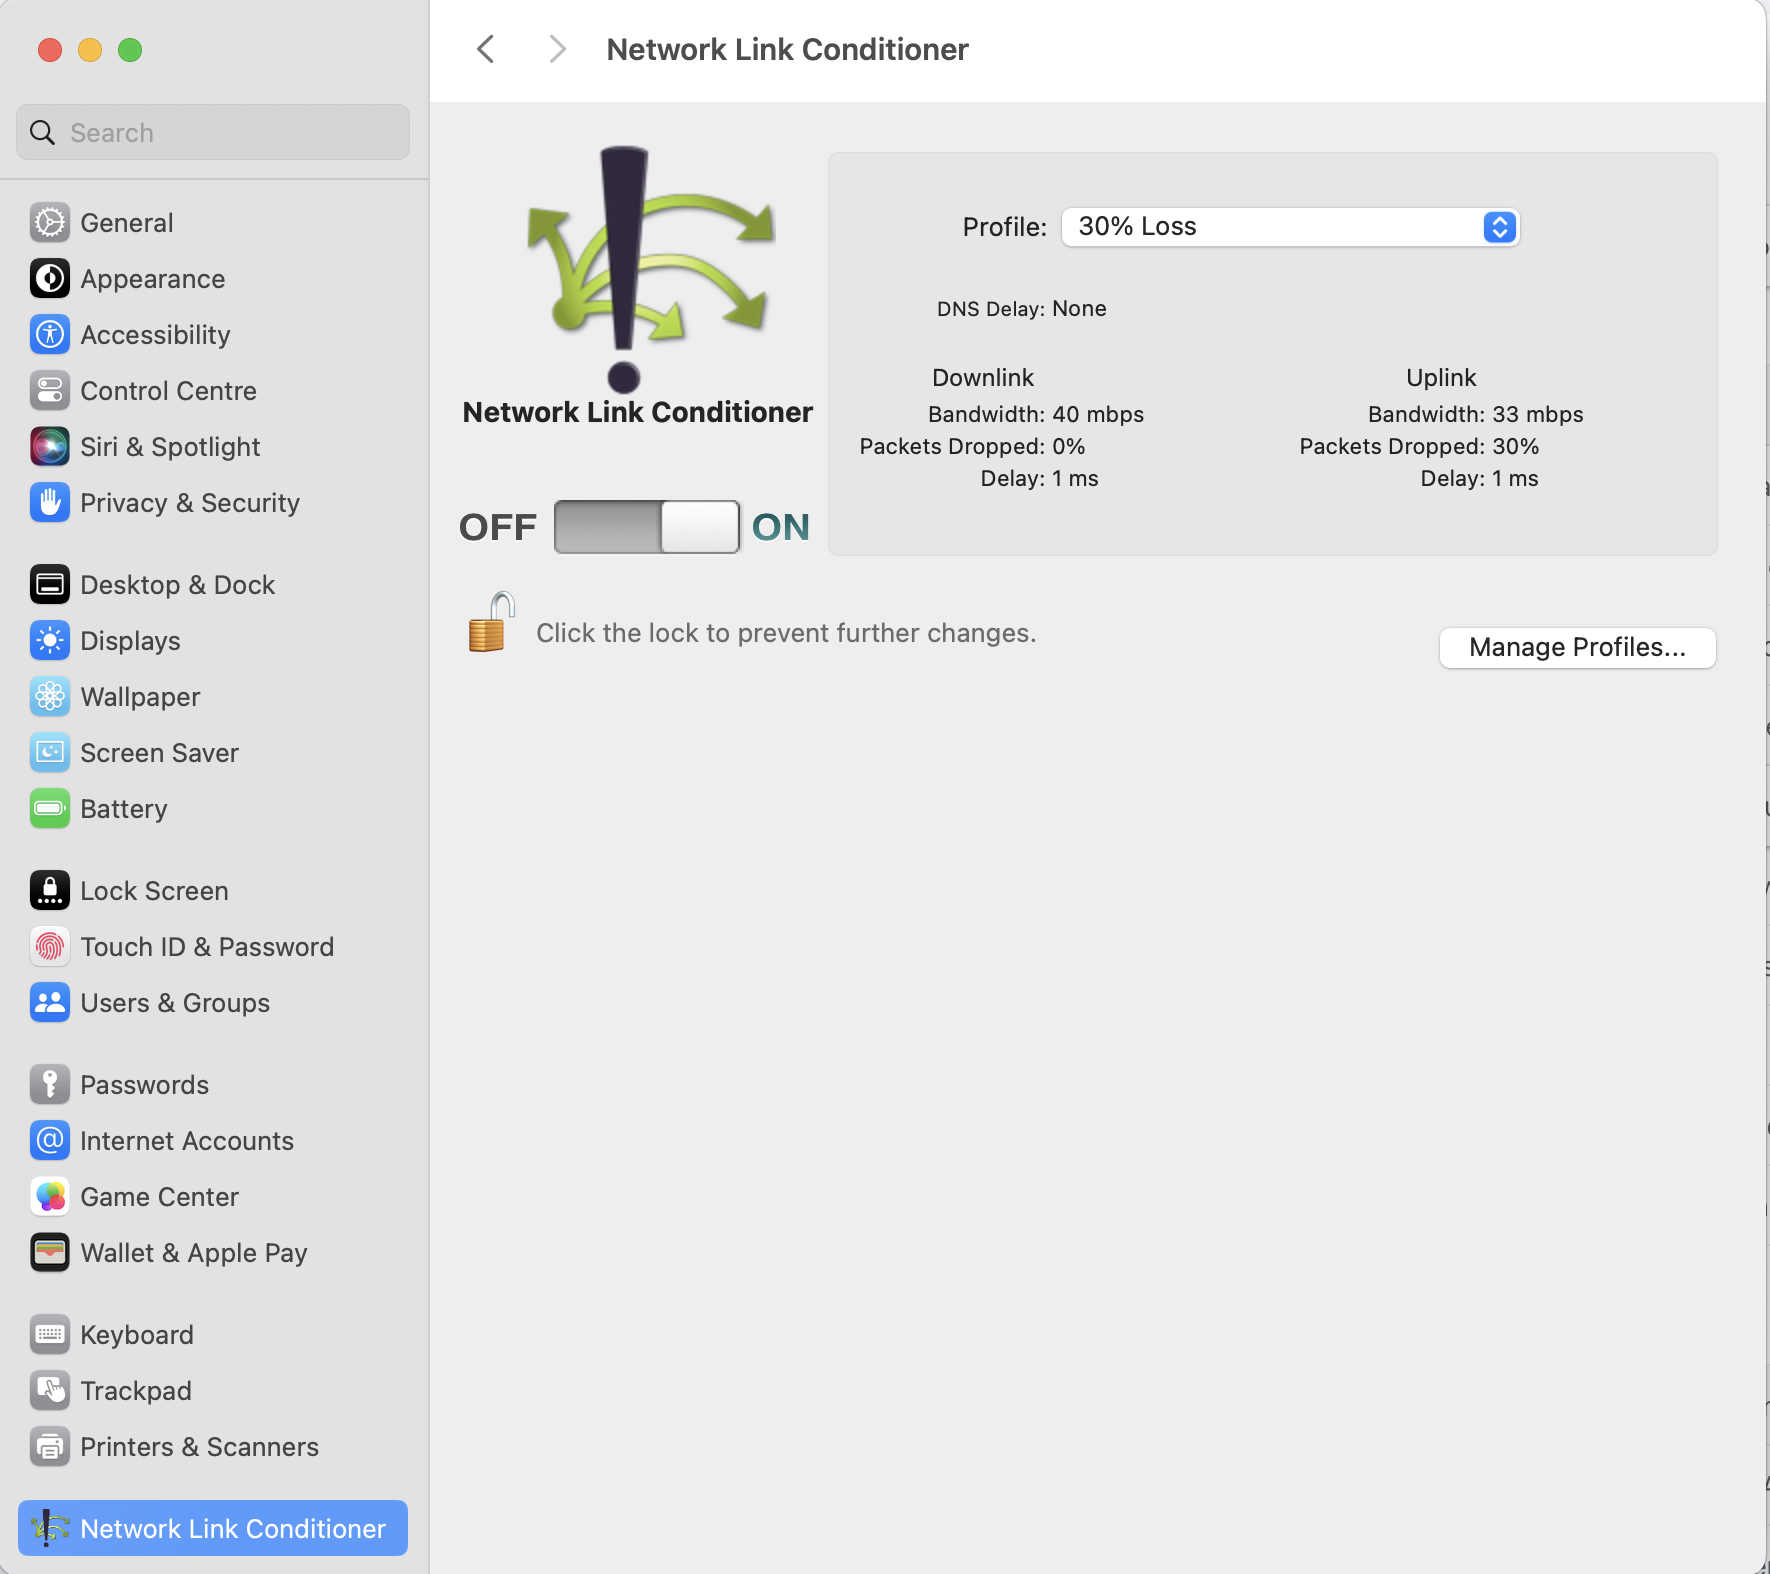 Search
General
Appearance
Accessibility
Control Centre
Siri & Spotlight
Privacy & Security
Desktop & Dock
Displays
Wallpaper
Screen Saver
Battery
Lock Screen
Touch ID & Password
Users & Groups
Passwords
Internet Accounts
Game Center
Wallet & Apple Pay
Keyboard
Trackpad
Printers & Scanners
Network Link Conditioner
Network Link Conditioner
Network Link Conditioner
OFF ON
Profile: 30% Loss
DNS Delay: None
Downlink
Bandwidth: 40 mbps
Packets Dropped: 0%
Delay: 1 ms
Uplink
Bandwidth: 33 mbps
Packets Dropped: 30%
Delay: 1 ms
Click the lock to prevent further changes.
Manage Profiles...